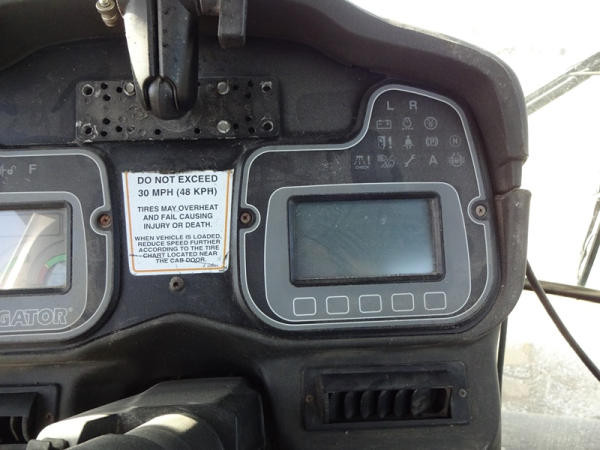 L R
F
(P) N
CHECK A
DO NOT EXCEED
30 MPH (48 KPH)
TIRES MAY OVERHEAT
AND FAIL CAUSING
INJURY OR DEATH.
WHEN VEHICLE IS LOADED,
REDUCE SPEED FURTHER
ACCORDING TO THE TIRE
CHART LOCATED NEAR
THE CAB DOOR.
GATOR